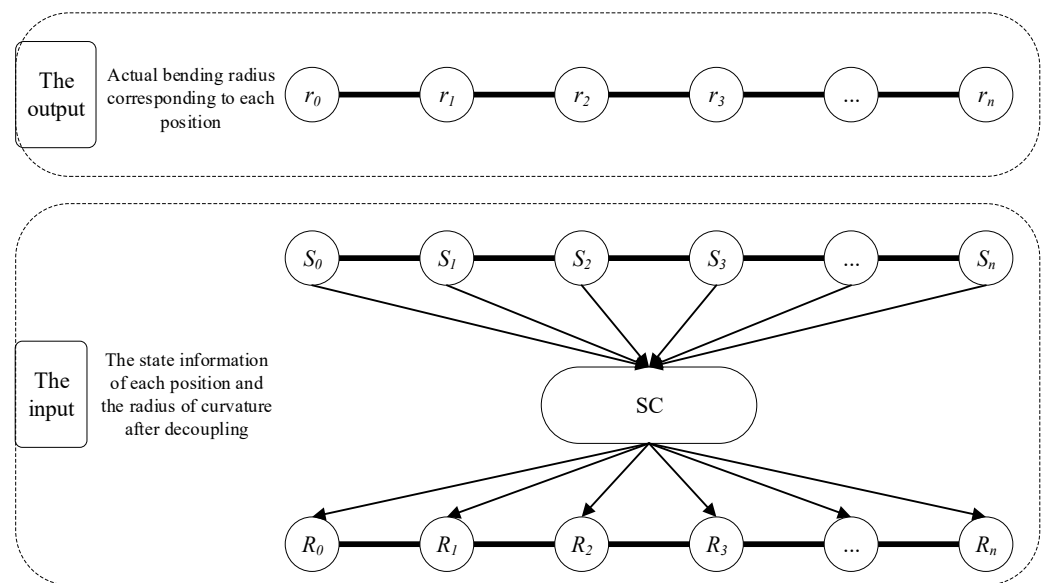 The
output
Actual bending radius
corresponding to each
position
r0 r1 r2 r3 ... rn
S0 S1 S2 S3 ... Sn
The
input
The state information
of each position and
the radius of curvature
after decoupling
SC
R0 R1 R2 R3 ... Rn